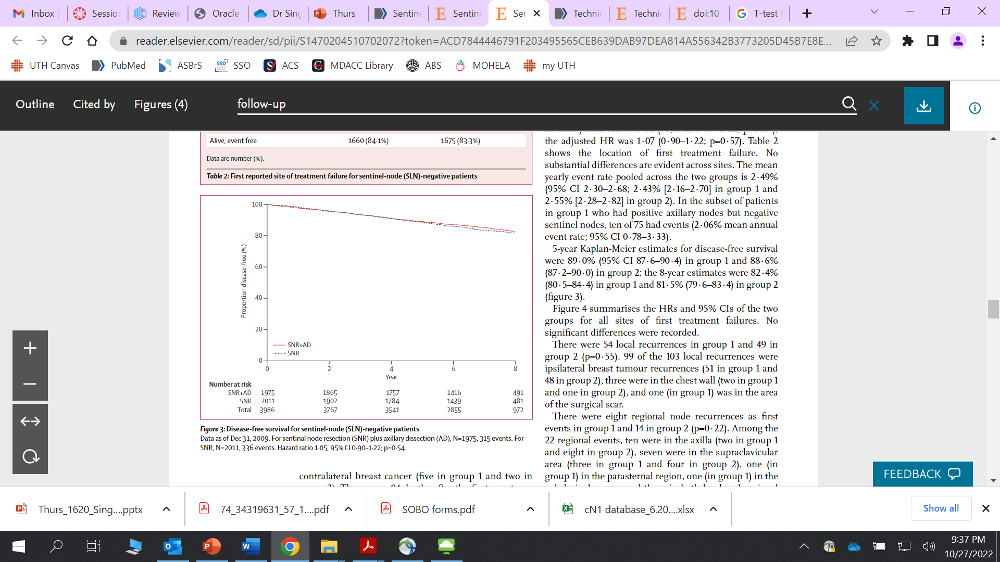 Inbox (
Session
Review
Oracle
Dr Sing
Thurs_
Sentine
Sentine
Ser
Technic
Technic
doi:10.
T-test f
reader.elsevier.com/reader/sd/pii/S1470204510702072?token=ACD7844446791F203495565CEB639DAB97DEA814A556342B3773205D45B7E8E...
UTH Canvas
PubMed
ASBrS
SSO
ACS
MDACC Library
ABS
MOHELA
my UTH
Outline
Cited by
Figures (4)
follow-up
Alive, event free 1660 (84·1%) 1675 (83·3%)
Data are number (%).
Table 2: First reported site of treatment failure for sentinel-node (SLN)-negative patients
100
80
60
40
20
0
Proportion disease-free (%)
SNR+AD
SNR
0 2 4 6 8
Year
Number at risk
SNR+AD 1975 1865 1757 1416 491
SNR 2011 1902 1784 1439 481
Total 3986 3767 3541 2855 972
Figure 3: Disease-free survival for sentinel-node (SLN)-negative patients
Data as of Dec 31, 2009. For sentinal node resection (SNR) plus axillary dissection (AD), N=1975, 315 events. For
SNR, N=2011, 336 events. Hazard ratio 1·05, 95% CI 0·90–1·22; p=0·54.
contralateral breast cancer (five in group 1 and two in
the adjusted HR was 1·07 (0·90–1·22; p=0·57). Table 2
shows the location of first treatment failure. No
substantial differences are evident across sites. The mean
yearly event rate pooled across the two groups is 2·49%
(95% CI 2·30–2·68; 2·43% [2·16–2·70] in group 1 and
2·55% [2·28–2·82] in group 2). In the subset of patients
in group 1 who had positive axillary nodes but negative
sentinel nodes, ten of 75 had events (2·06% mean annual
event rate; 95% CI 0·78–3·33).
5-year Kaplan-Meier estimates for disease-free survival
were 89·0% (95% CI 87·6–90·4) in group 1 and 88·6%
(87·2–90·0) in group 2; the 8-year estimates were 82·4%
(80·5–84·4) in group 1 and 81·5% (79·6–83·4) in group 2
(figure 3).
Figure 4 summarises the HRs and 95% CIs of the two
groups for all sites of first treatment failures. No
significant differences were recorded.
There were 54 local recurrences in group 1 and 49 in
group 2 (p=0·55). 99 of the 103 local recurrences were
ipsilateral breast tumour recurrences (51 in group 1 and
48 in group 2), three were in the chest wall (two in group 1
and one in group 2), and one (in group 1) was in the area
of the surgical scar.
There were eight regional node recurrences as first
events in group 1 and 14 in group 2 (p=0·22). Among the
22 regional events, ten were in the axilla (two in group 1
and eight in group 2), seven were in the supraclavicular
area (three in group 1 and four in group 2), one (in
group 1) in the parasternal region, one (in group 1) in the
FEEDBACK
Thurs_1620_Sing....pptx
74_34319631_57_1....pdf
SOBO forms.pdf
cN1 database_6.20....xlsx
Show all
9:37 PM
10/27/2022